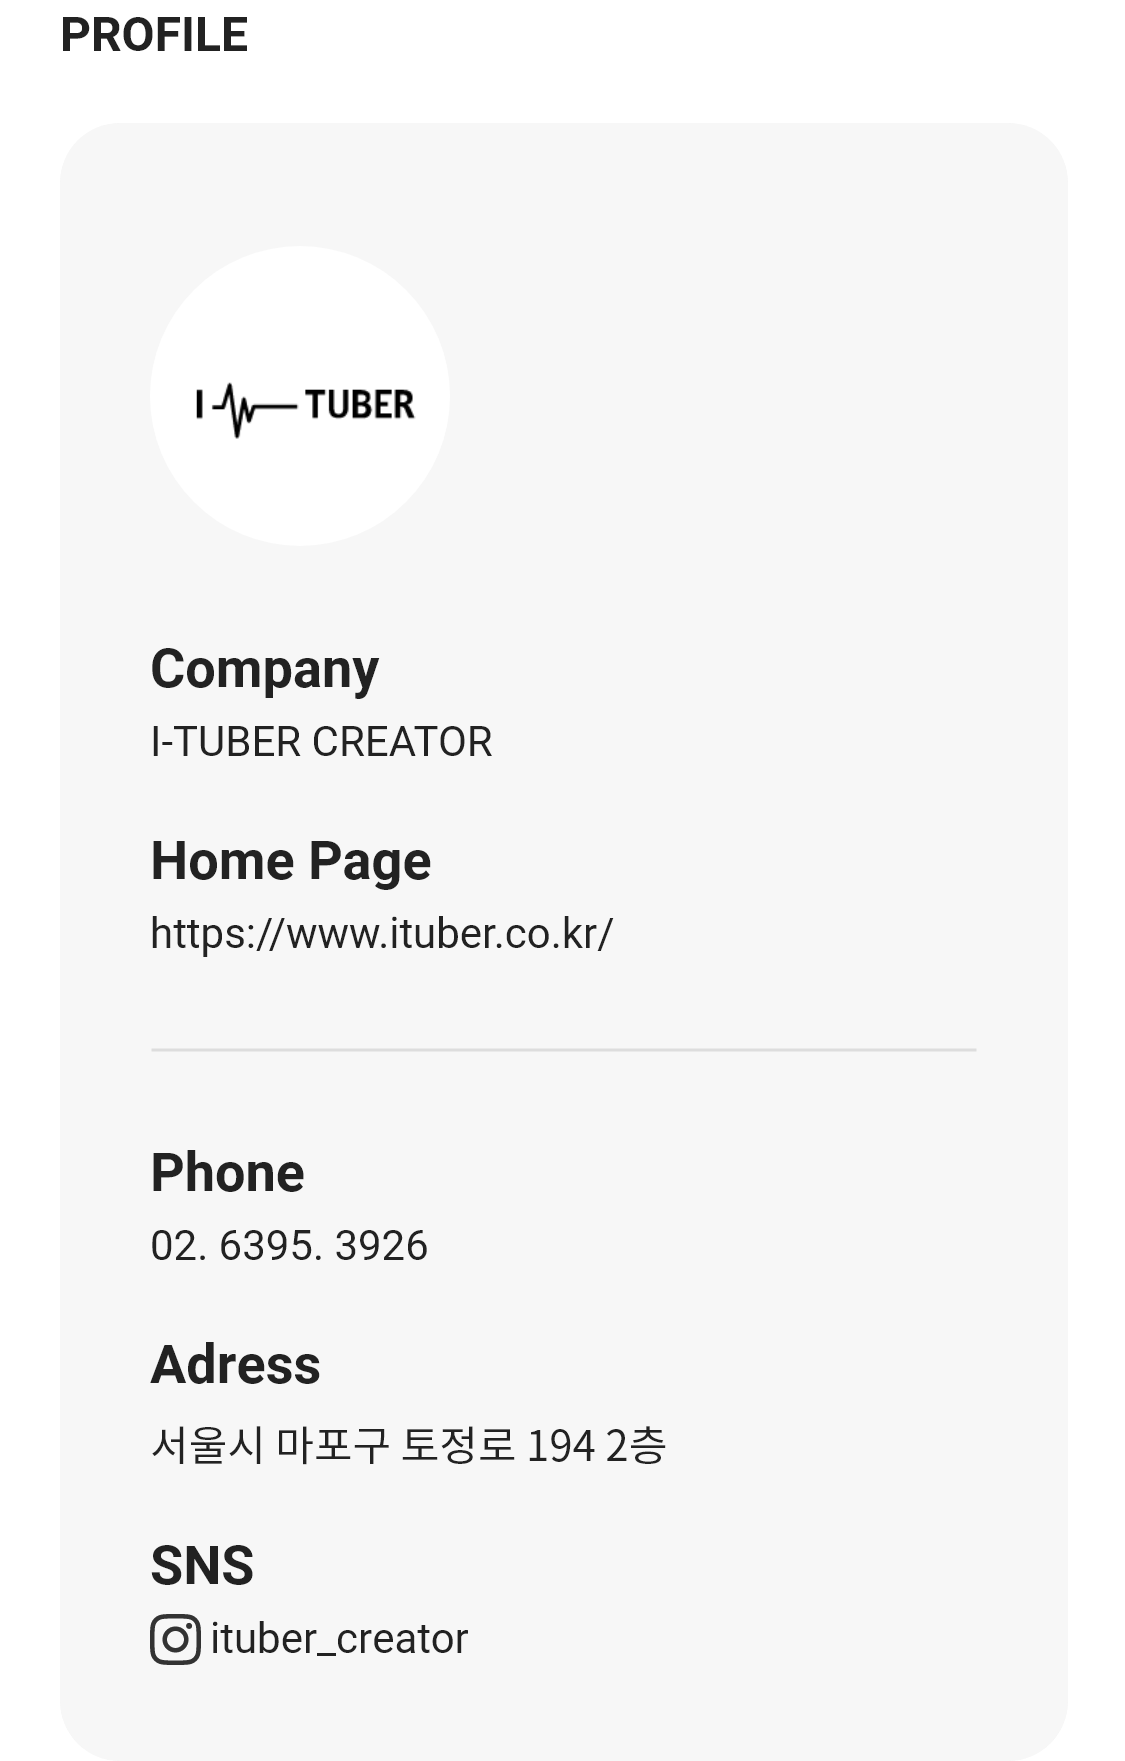 PROFILE
I TUBER
Company
I-TUBER CREATOR
Home Page
https://www.ituber.co.kr/
Phone
02. 6395. 3926
Adress
서울시 마포구 토정로 194 2층
SNS
ituber_creator